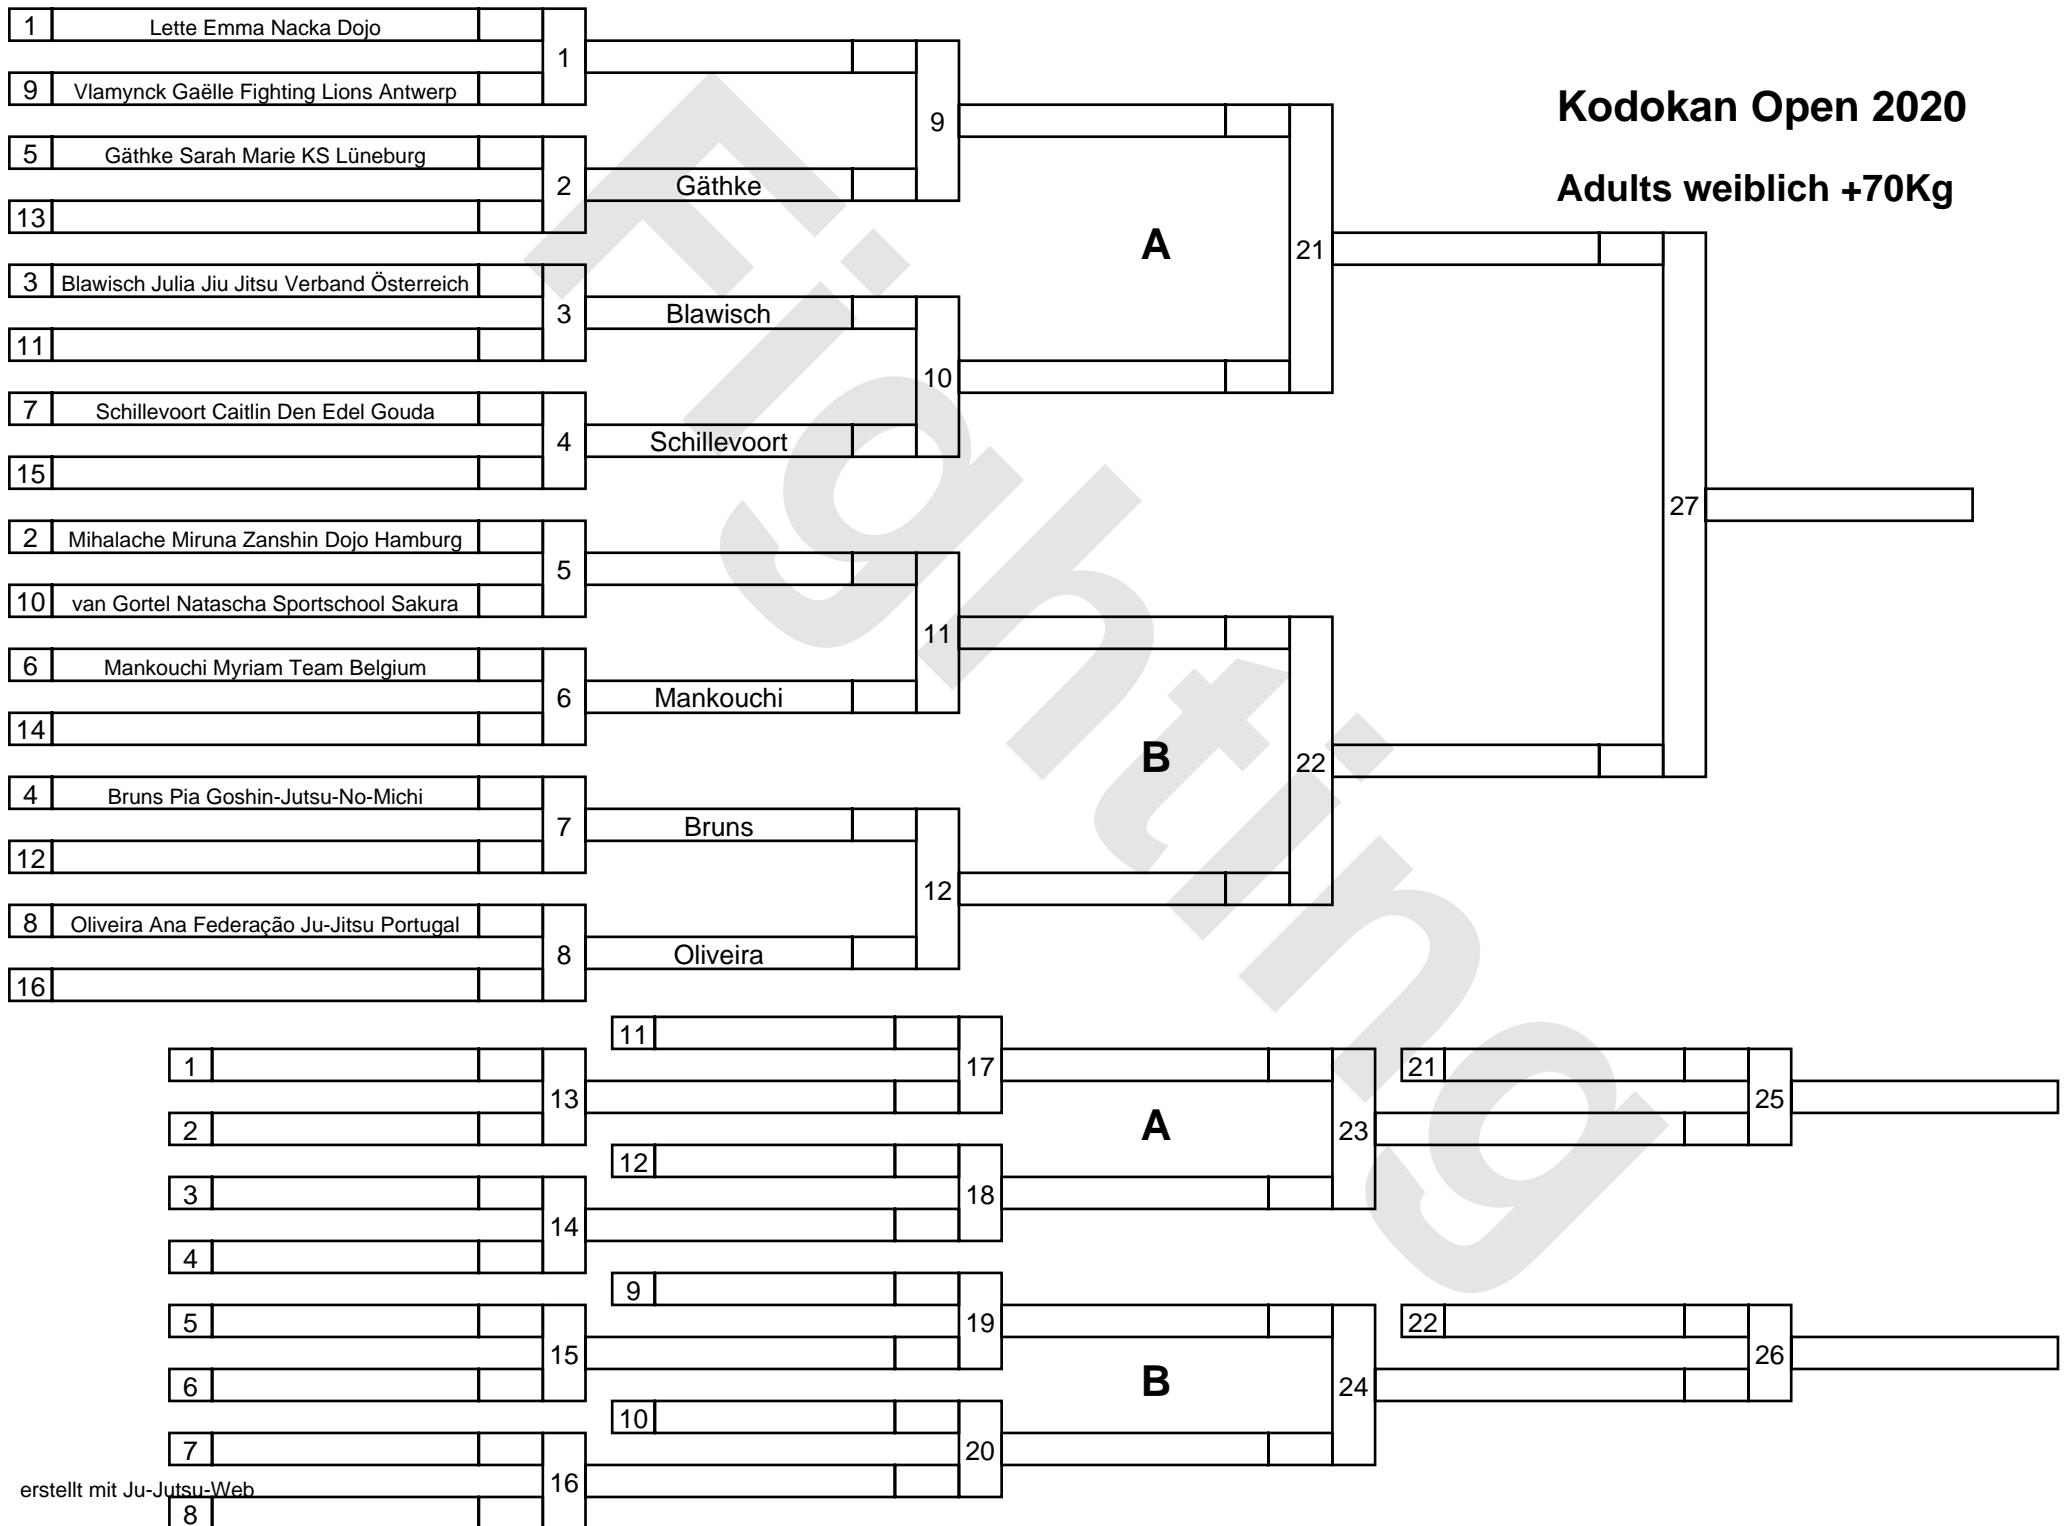 Kodokan Open 2020
Adults weiblich +70Kg
1 Lette Emma Nacka Dojo
1
9 Vlamynck Gaëlle Fighting Lions Antwerp
9
5 Gäthke Sarah Marie KS Lüneburg
2 Gäthke
13
A
21
3 Blawisch Julia Jiu Jitsu Verband Österreich
3 Blawisch
11
10
7 Schillevoort Caitlin Den Edel Gouda
4 Schillevoort
15
27
2 Mihalache Miruna Zanshin Dojo Hamburg
5
10 van Gortel Natascha Sportschool Sakura
11
6 Mankouchi Myriam Team Belgium
6 Mankouchi
14
B
22
4 Bruns Pia Goshin-Jutsu-No-Michi
7 Bruns
12
12
8 Oliveira Ana Federação Ju-Jitsu Portugal
8 Oliveira
16
11
1
17
21
13
25
2
A
23
12
3
18
14
4
9
5
19
22
15
26
6
B
24
10
7
20
16
erstellt mit Ju-Jutsu-Web
8
Fighting